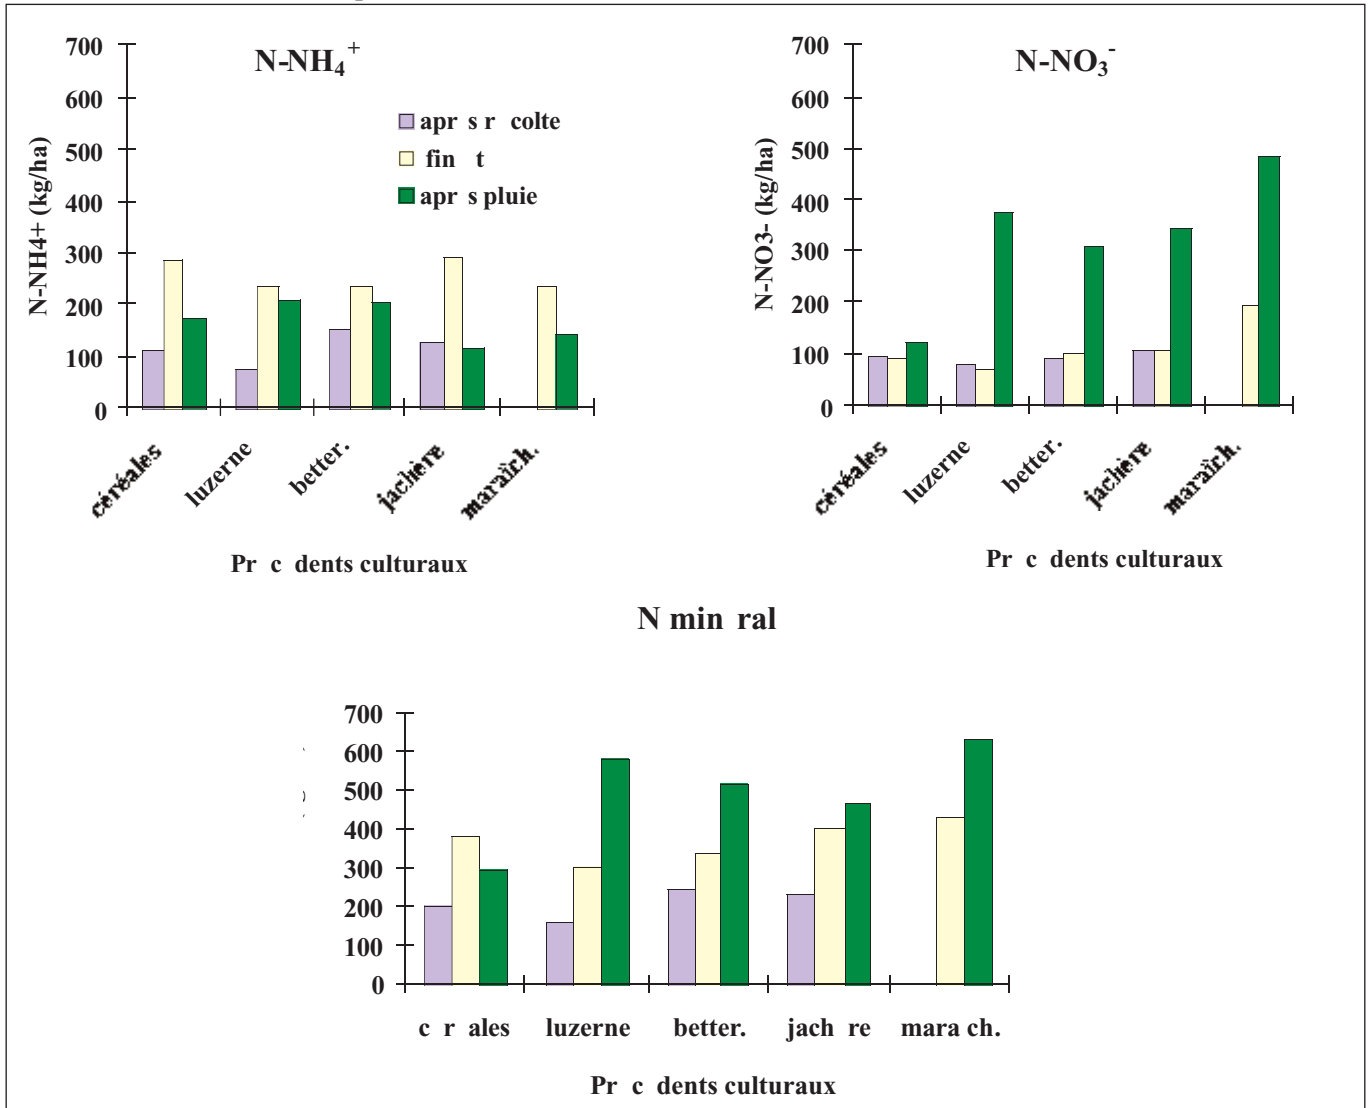 N-NH4+
700
600
500
400
300
200
100
0
N-NH4+ (kg/ha)
apr s r colte
fin t
apr s pluie
céréales
luzerne
better.
jachère
maraîch.
Pr c dents culturaux
N-NO3-
700
600
500
400
300
200
100
0
N-NO3- (kg/ha)
céréales
luzerne
better.
jachère
maraîch.
Pr c dents culturaux
N min ral
700
600
500
400
300
200
100
0
c r ales
luzerne
better.
jach re
mara ch.
Pr c dents culturaux